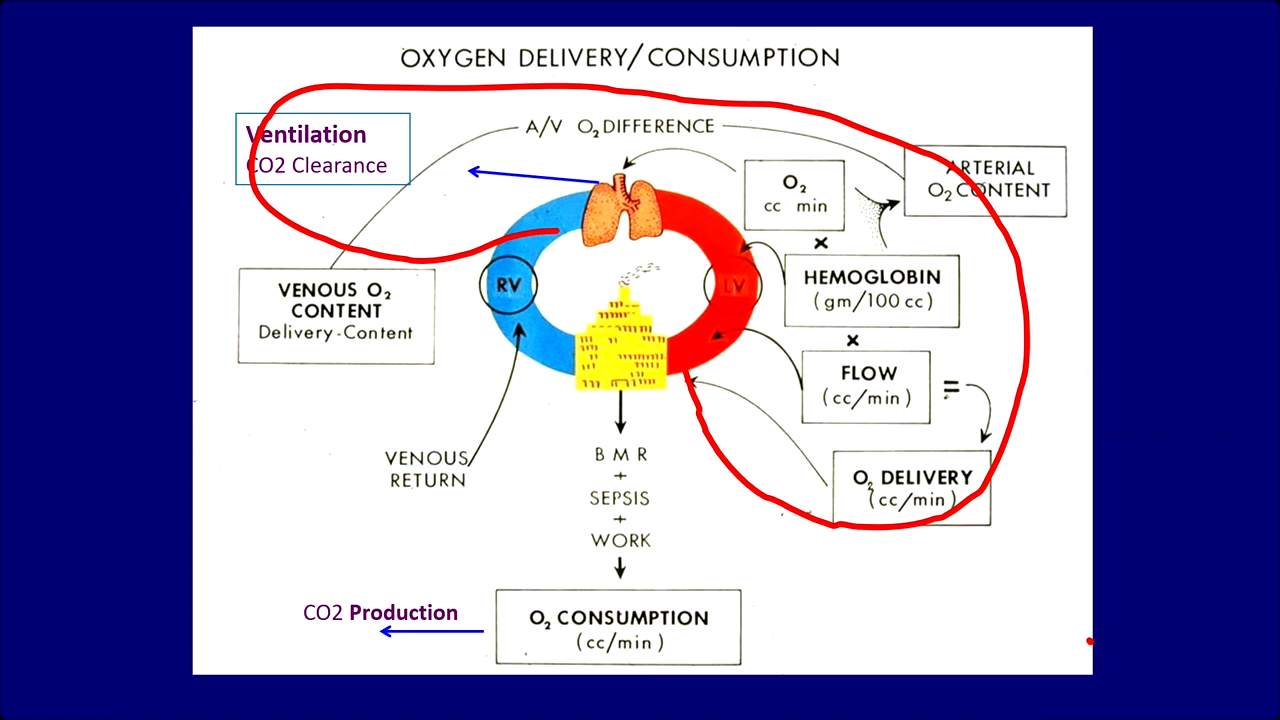 OXYGEN DELIVERY/CONSUMPTION
Ventilation
CO2 Clearance
A/V O₂ DIFFERENCE
ARTERIAL
O₂ CONTENT
O₂
cc min
x
HEMOGLOBIN
(gm/100 cc)
x
FLOW
(cc/min)
=
O₂ DELIVERY
(cc/min)
VENOUS O₂
CONTENT
Delivery-Content
RV
LV
VENOUS
RETURN
B M R
+
SEPSIS
+
WORK
CO2 Production
O₂ CONSUMPTION
(cc/min)